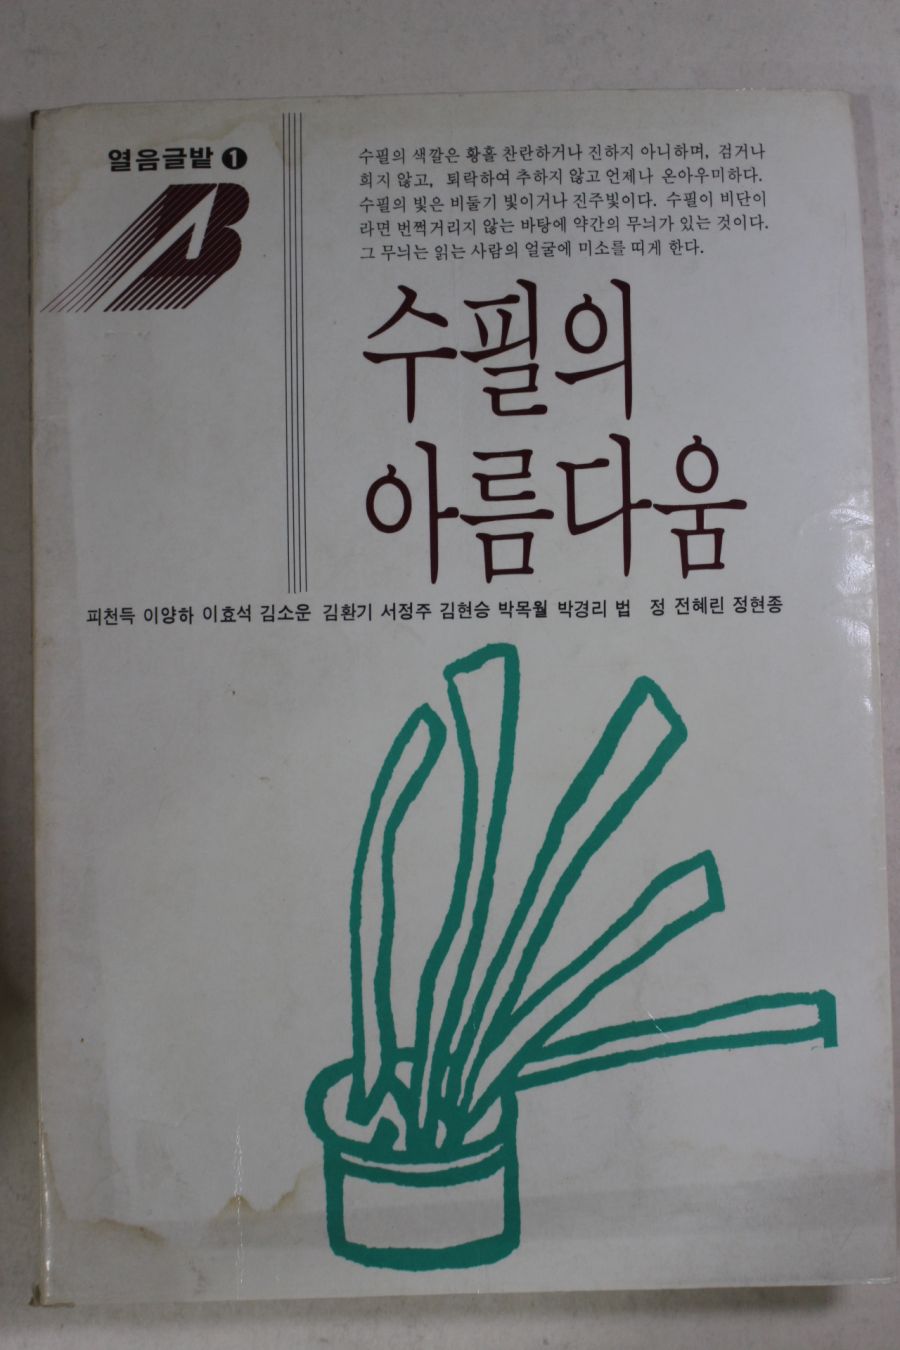 열음글밭 1
수필의 색깔은 황홀 찬란하거나 진하지 아니하며, 검거나
희지 않고, 퇴락하여 추하지 않고 언제나 온아우미하다.
수필의 빛은 비둘기 빛이거나 진주빛이다. 수필이 비단이
라면 번쩍거리지 않는 바탕에 약간의 무늬가 있는 것이다.
그 무늬는 읽는 사람의 얼굴에 미소를 띠게 한다.
수필의
아름다움
피천득 이양하 이효석 김소운 김환기 서정주 김현승 박목월 박경리 법 정 전혜린 정현종